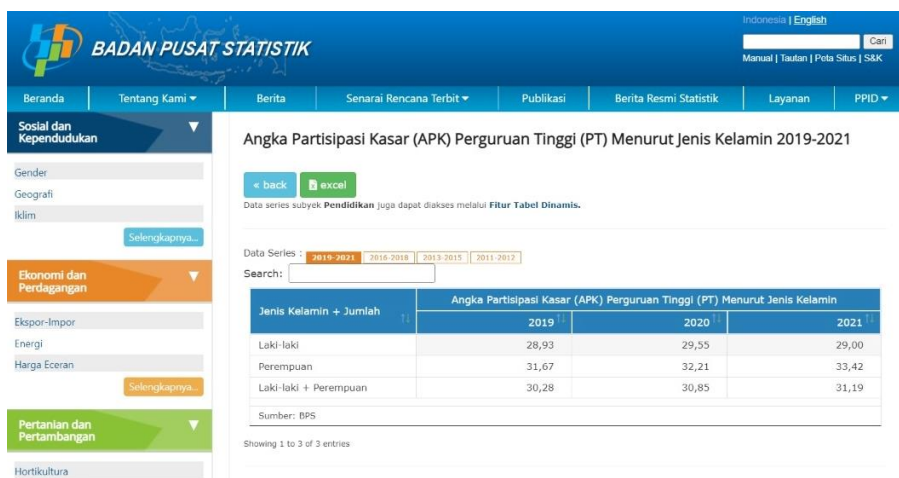 Indonesia | English
BADAN PUSAT STATISTIK
Cari
Manual | Tautan | Peta Situs | S&K
Beranda Tentang Kami Berita Senarai Rencana Terbit Publikasi Berita Resmi Statistik Layanan PPID
Sosial dan
Kependudukan
Gender
Geografi
Iklim
Selengkapnya...
Ekonomi dan
Perdagangan
Ekspor-Impor
Energi
Harga Eceran
Selengkapnya...
Pertanian dan
Pertambangan
Hortikultura
Angka Partisipasi Kasar (APK) Perguruan Tinggi (PT) Menurut Jenis Kelamin 2019-2021
« back excel
Data series subyek Pendidikan juga dapat diakses melalui Fitur Tabel Dinamis.
Data Series : 2019-2021 2016-2018 2013-2015 2011-2012
Search:
Jenis Kelamin + Jumlah Angka Partisipasi Kasar (APK) Perguruan Tinggi (PT) Menurut Jenis Kelamin
2019 2020 2021
Laki-laki 28,93 29,55 29,00
Perempuan 31,67 32,21 33,42
Laki-laki + Perempuan 30,28 30,85 31,19
Sumber: BPS
Showing 1 to 3 of 3 entries